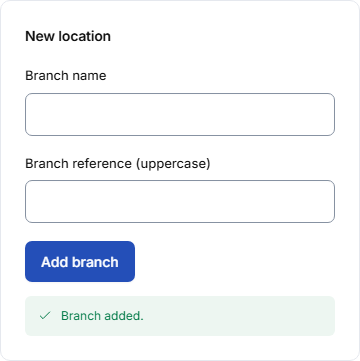 New location
Branch name
Branch reference (uppercase)
Add branch
Branch added.